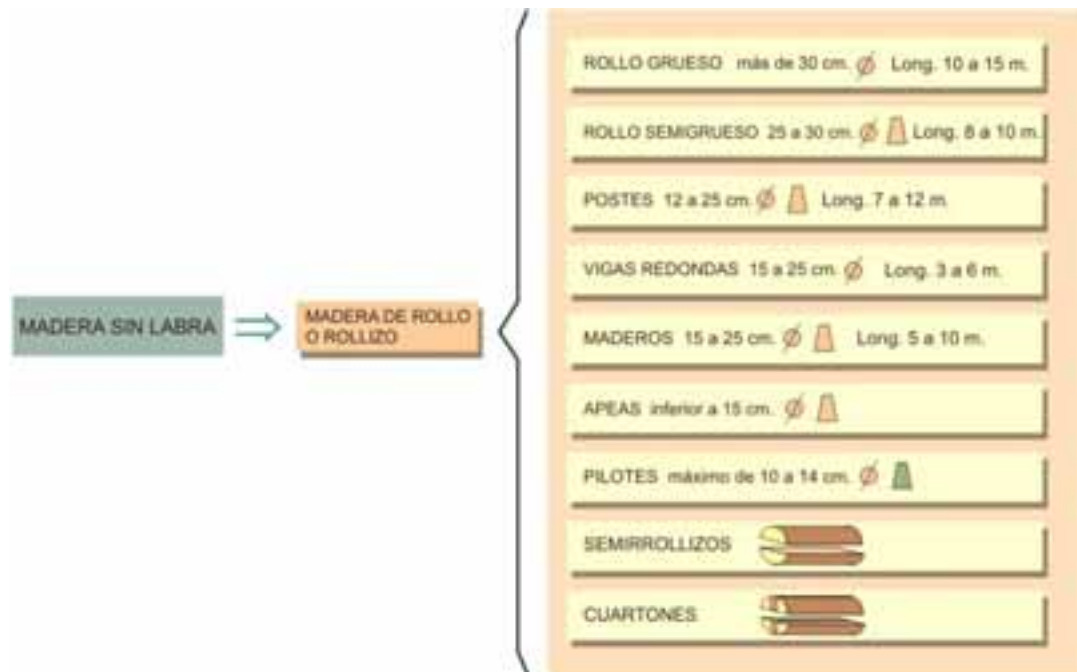 MADERA SIN LABRA
MADERA DE ROLLO
O ROLLIZO
ROLLO GRUESO más de 30 cm. Ø Long. 10 a 15 m.
ROLLO SEMIGRUESO 25 a 30 cm. Ø Long. 8 a 10 m.
POSTES 12 a 25 cm. Ø Long. 7 a 12 m.
VIGAS REDONDAS 15 a 25 cm. Ø Long. 3 a 6 m.
MADEROS 15 a 25 cm. Ø Long. 5 a 10 m.
APEAS inferior a 15 cm. Ø
PILOTES máximo de 10 a 14 cm. Ø
SEMIRROLLIZOS
CUARTONES